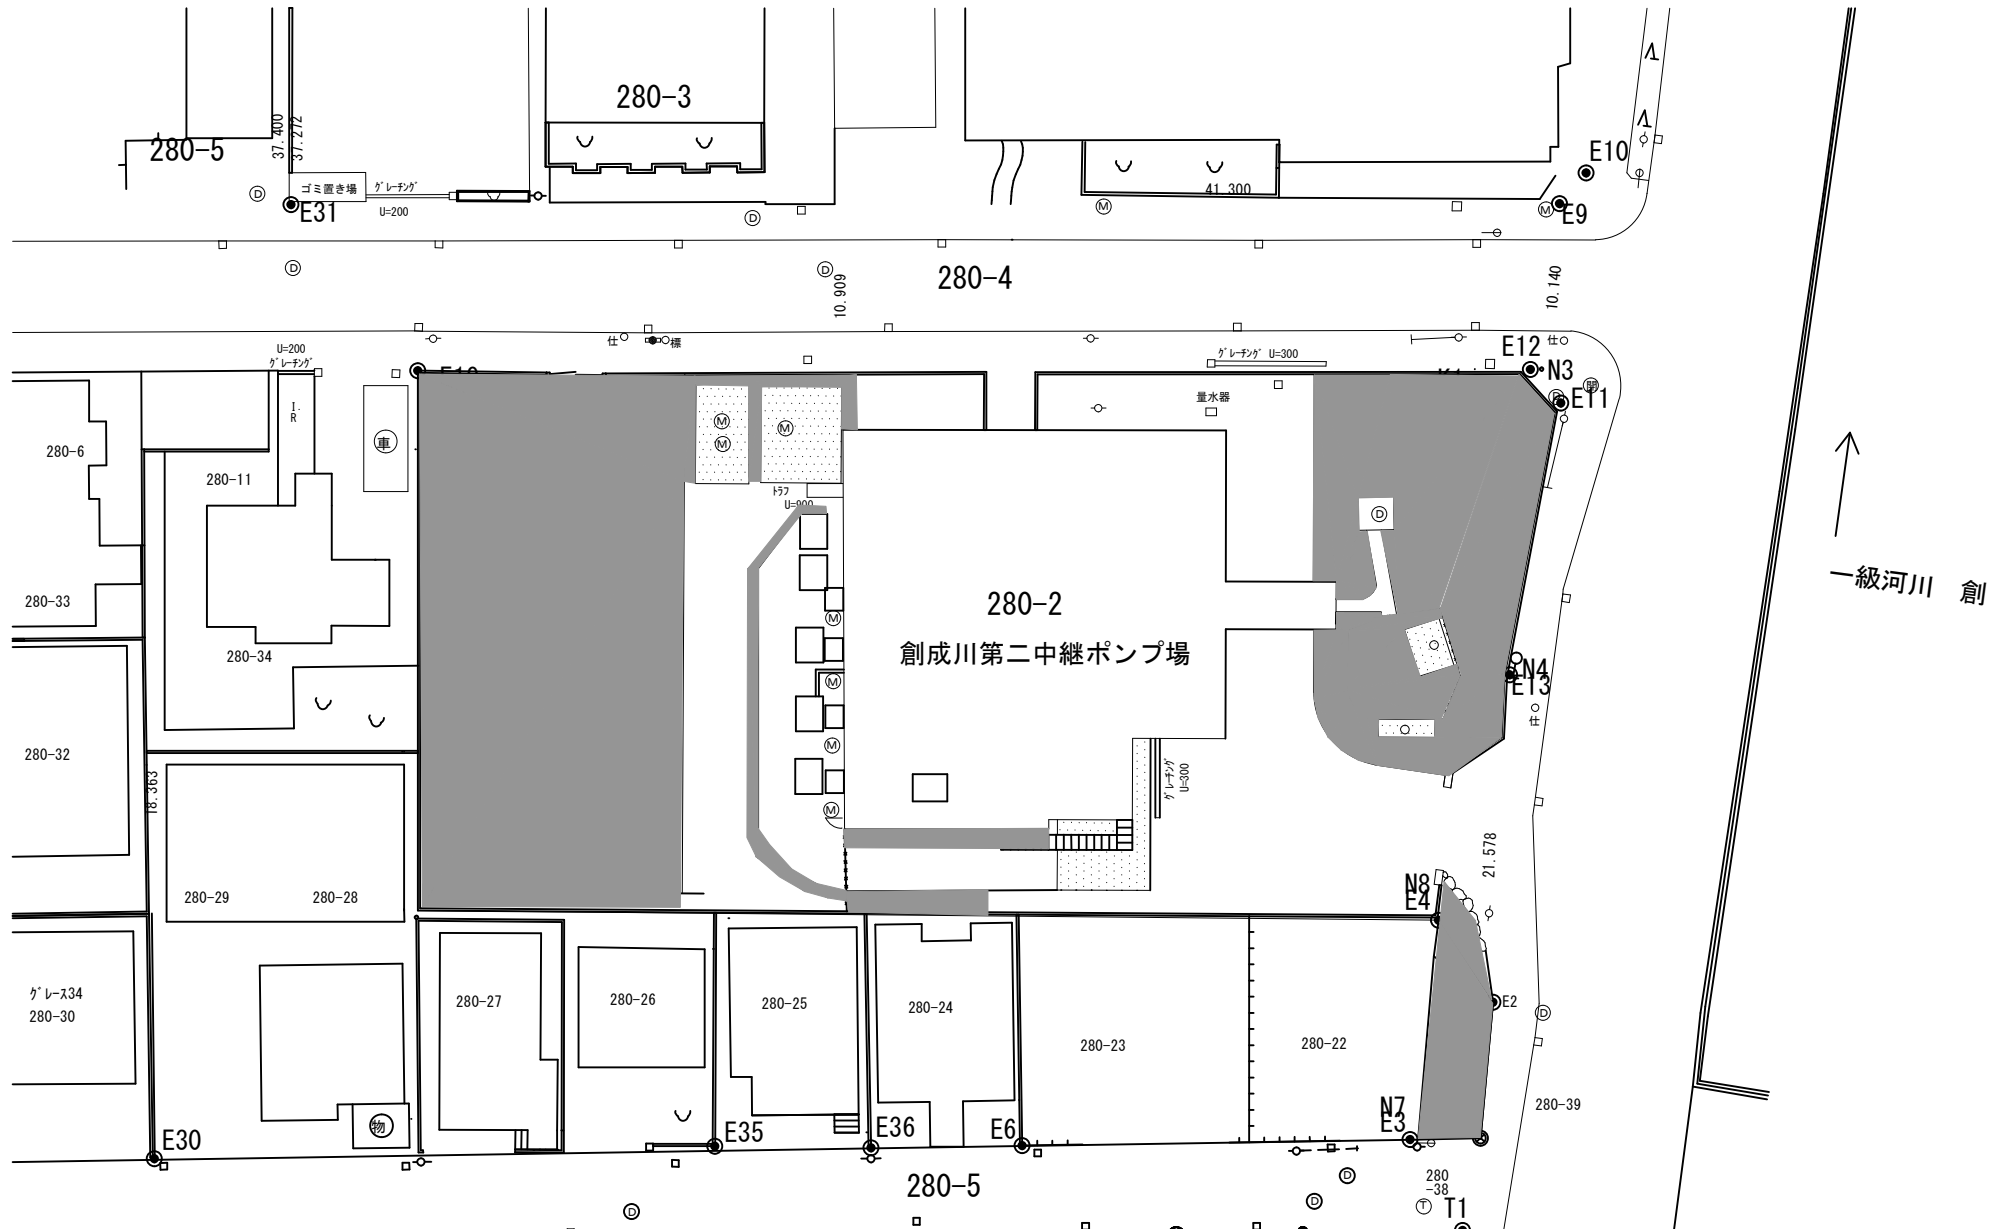 280-3
280-5
37.400
37.272
ゴミ置き場
ｸﾞﾚｰﾁﾝｸﾞ
U=200
E31
D
D
M
41.300
M
E10
E9
D
D
10.909
280-4
10.140
仕
標
ｸﾞﾚｰﾁﾝｸﾞ U=300
仕
E12
N3
開
E11
U=200
ｸﾞﾚｰﾁﾝｸﾞ
I.
R
車
量水器
M
M
M
280-6
280-11
ﾄﾗﾌ
D
280-33
280-34
280-2
創成川第二中継ポンプ場
M
M
M
M
一級河川 創
N4
E13
仕
280-32
18.363
ｸﾞﾚｰﾁﾝｸﾞ
U=300
21.578
280-29
280-28
N8
E4
ｸﾞﾚｰｽ34
280-30
280-27
280-26
280-25
280-24
280-23
280-22
E2
D
280-39
物
E30
E35
E36
E6
N7
E3
280-5
D
D
D
280
-38
T
T1